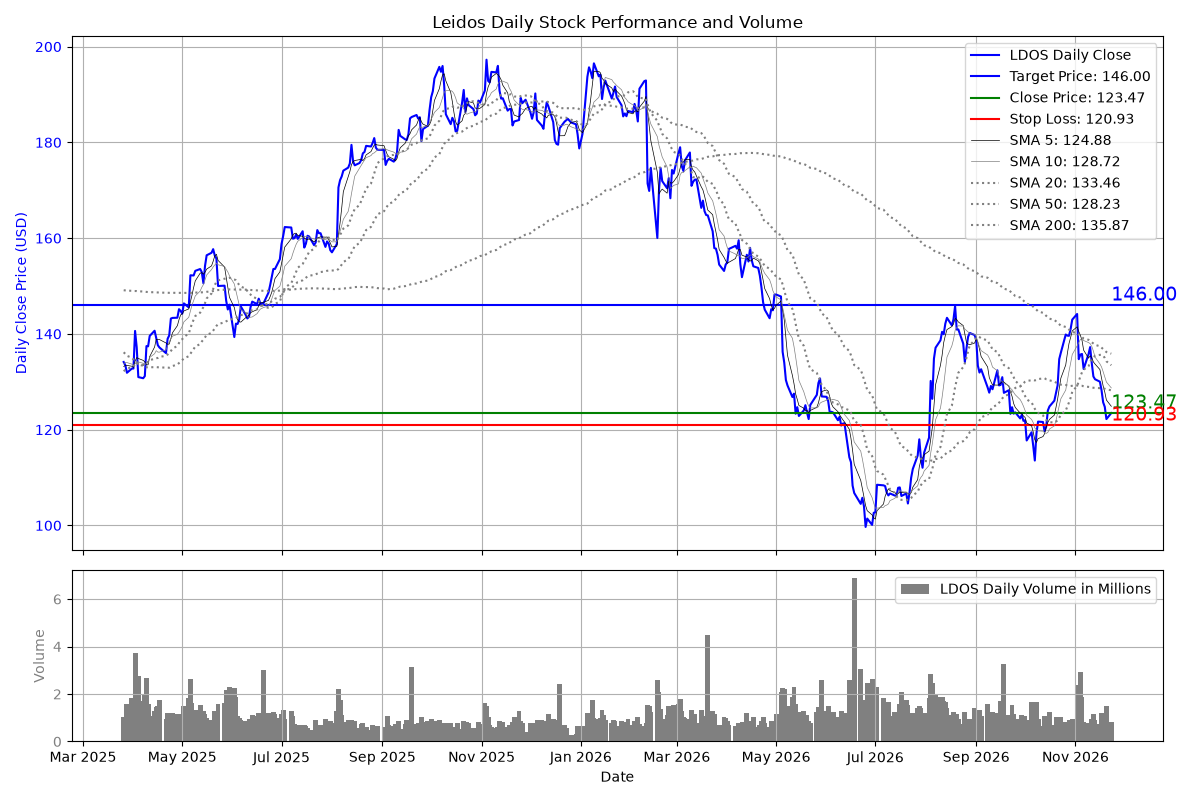 Leidos Daily Stock Performance and Volume
Daily Close Price (USD)
200
180
160
140
120
100
LDOS Daily Close
Target Price: 146.00
Close Price: 123.47
Stop Loss: 120.93
SMA 5: 124.88
SMA 10: 128.72
SMA 20: 133.46
SMA 50: 128.23
SMA 200: 135.87
146.00
123.47
120.93
Volume
6
4
2
0
LDOS Daily Volume in Millions
Mar 2025 May 2025 Jul 2025 Sep 2025 Nov 2025 Jan 2026 Mar 2026 May 2026 Jul 2026 Sep 2026 Nov 2026
Date